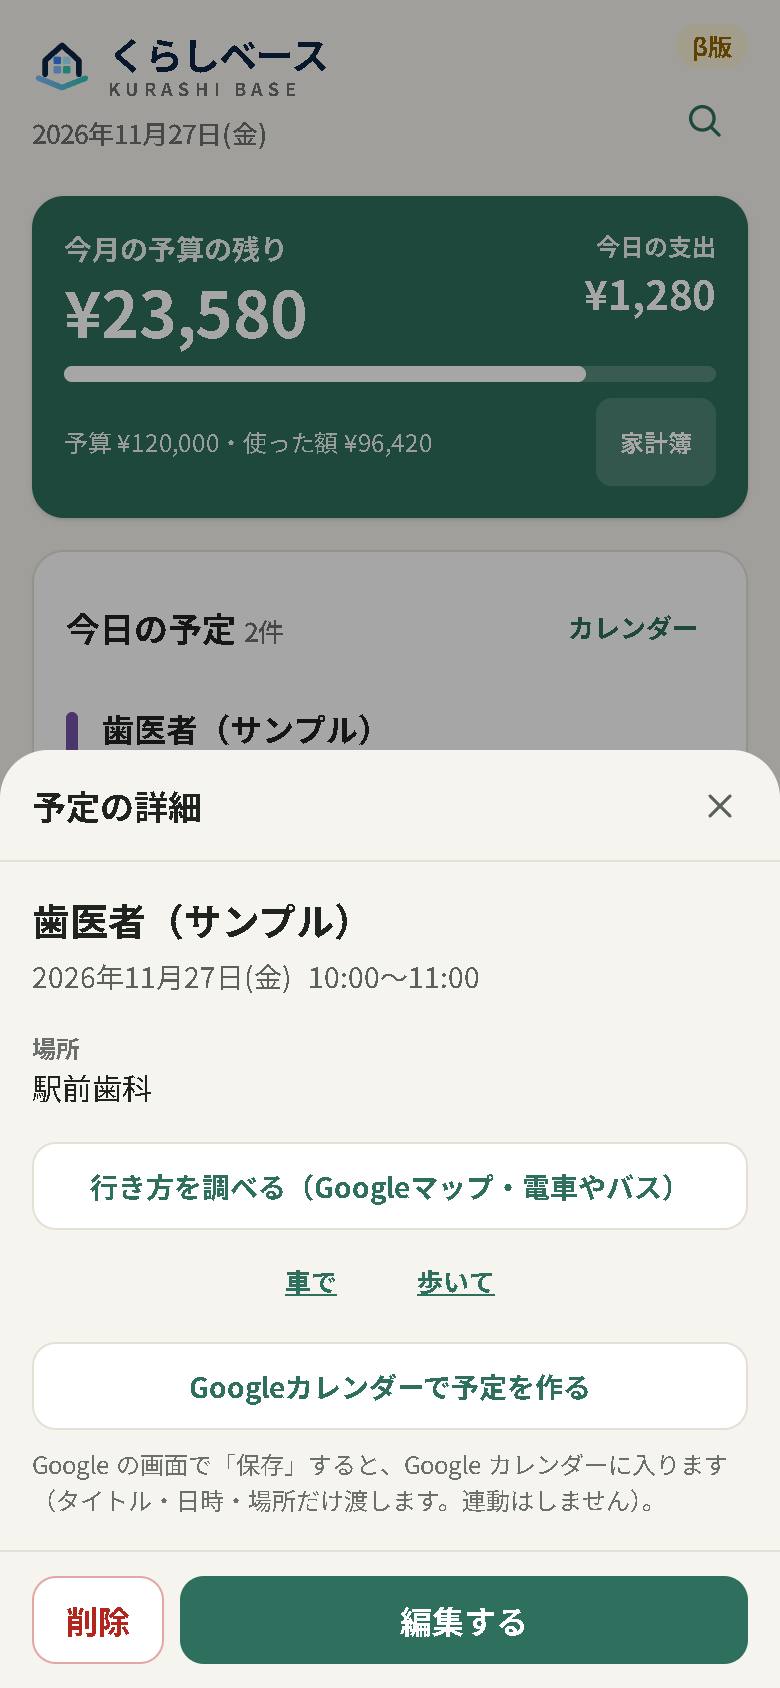 くらしベース
KURASHI BASE
β版
2026年11月27日(金)
今月の予算の残り
今日の支出
¥23,580
¥1,280
予算 ¥120,000・使った額 ¥96,420
家計簿
今日の予定 2件
カレンダー
歯医者（サンプル）
予定の詳細
歯医者（サンプル）
2026年11月27日(金) 10:00〜11:00
場所
駅前歯科
行き方を調べる（Googleマップ・電車やバス）
車で
歩いて
Googleカレンダーで予定を作る
Google の画面で「保存」すると、Google カレンダーに入ります
（タイトル・日時・場所だけ渡します。連動はしません）。
削除
編集する